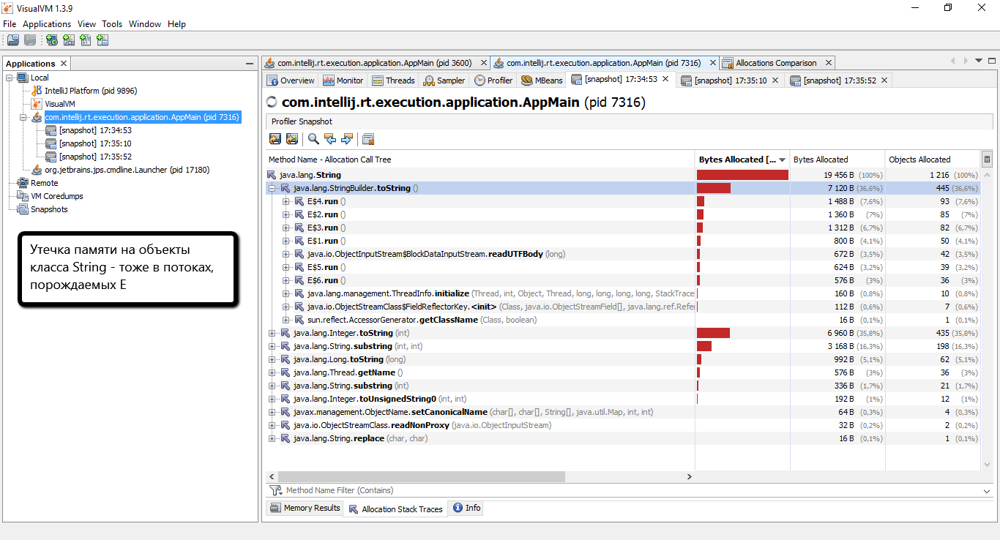 VisualVM 1.3.9
File Applications View Tools Window Help
Applications
Local
IntelliJ Platform (pid 9896)
VisualVM
com.intellij.rt.execution.application.AppMain (pid 7316)
[snapshot] 17:34:53
[snapshot] 17:35:10
[snapshot] 17:35:52
org.jetbrains.jps.cmdline.Launcher (pid 17180)
Remote
VM Coredumps
Snapshots
Утечка памяти на объекты
класса String - тоже в потоках,
порождаемых E
com.intellij.rt.execution.application.AppMain (pid 3600) com.intellij.rt.execution.application.AppMain (pid 7316) Allocations Comparison
Overview Monitor Threads Sampler Profiler MBeans [snapshot] 17:34:53 [snapshot] 17:35:10 [snapshot] 17:35:52
com.intellij.rt.execution.application.AppMain (pid 7316)
Profiler Snapshot
Method Name - Allocation Call Tree Bytes Allocated [... Bytes Allocated Objects Allocated
java.lang.String 19 456 B (100%) 1 216 (100%)
java.lang.StringBuilder.toString () 7 120 B (36,6%) 445 (36,6%)
E$4.run () 1 488 B (7,6%) 93 (7,6%)
E$2.run () 1 360 B (7%) 85 (7%)
E$3.run () 1 312 B (6,7%) 82 (6,7%)
E$1.run () 800 B (4,1%) 50 (4,1%)
java.io.ObjectInputStream$BlockDataInputStream.readUTFBody (long) 672 B (3,5%) 42 (3,5%)
E$5.run () 624 B (3,2%) 39 (3,2%)
E$6.run () 576 B (3%) 36 (3%)
java.lang.management.ThreadInfo.initialize (Thread, int, Object, Thread, long, long, long, long, StackTrace 160 B (0,8%) 10 (0,8%)
java.io.ObjectStreamClass$FieldReflectorKey.<init> (Class, java.io.ObjectStreamField[], java.lang.ref.Refe 112 B (0,6%) 7 (0,6%)
sun.reflect.AccessorGenerator.getClassName (Class, boolean) 16 B (0,1%) 1 (0,1%)
java.lang.Integer.toString (int) 6 960 B (35,8%) 435 (35,8%)
java.lang.String.substring (int, int) 3 168 B (16,3%) 198 (16,3%)
java.lang.Long.toString (long) 992 B (5,1%) 62 (5,1%)
java.lang.Thread.getName () 576 B (3%) 36 (3%)
java.lang.String.substring (int) 336 B (1,7%) 21 (1,7%)
java.lang.Integer.toUnsignedString0 (int, int) 192 B (1%) 12 (1%)
javax.management.ObjectName.setCanonicalName (char[], char[], String[], java.util.Map, int, int) 64 B (0,3%) 4 (0,3%)
java.io.ObjectStreamClass.readNonProxy (java.io.ObjectInputStream) 32 B (0,2%) 2 (0,2%)
java.lang.String.replace (char, char) 16 B (0,1%) 1 (0,1%)
Method Name Filter (Contains)
Memory Results Allocation Stack Traces Info